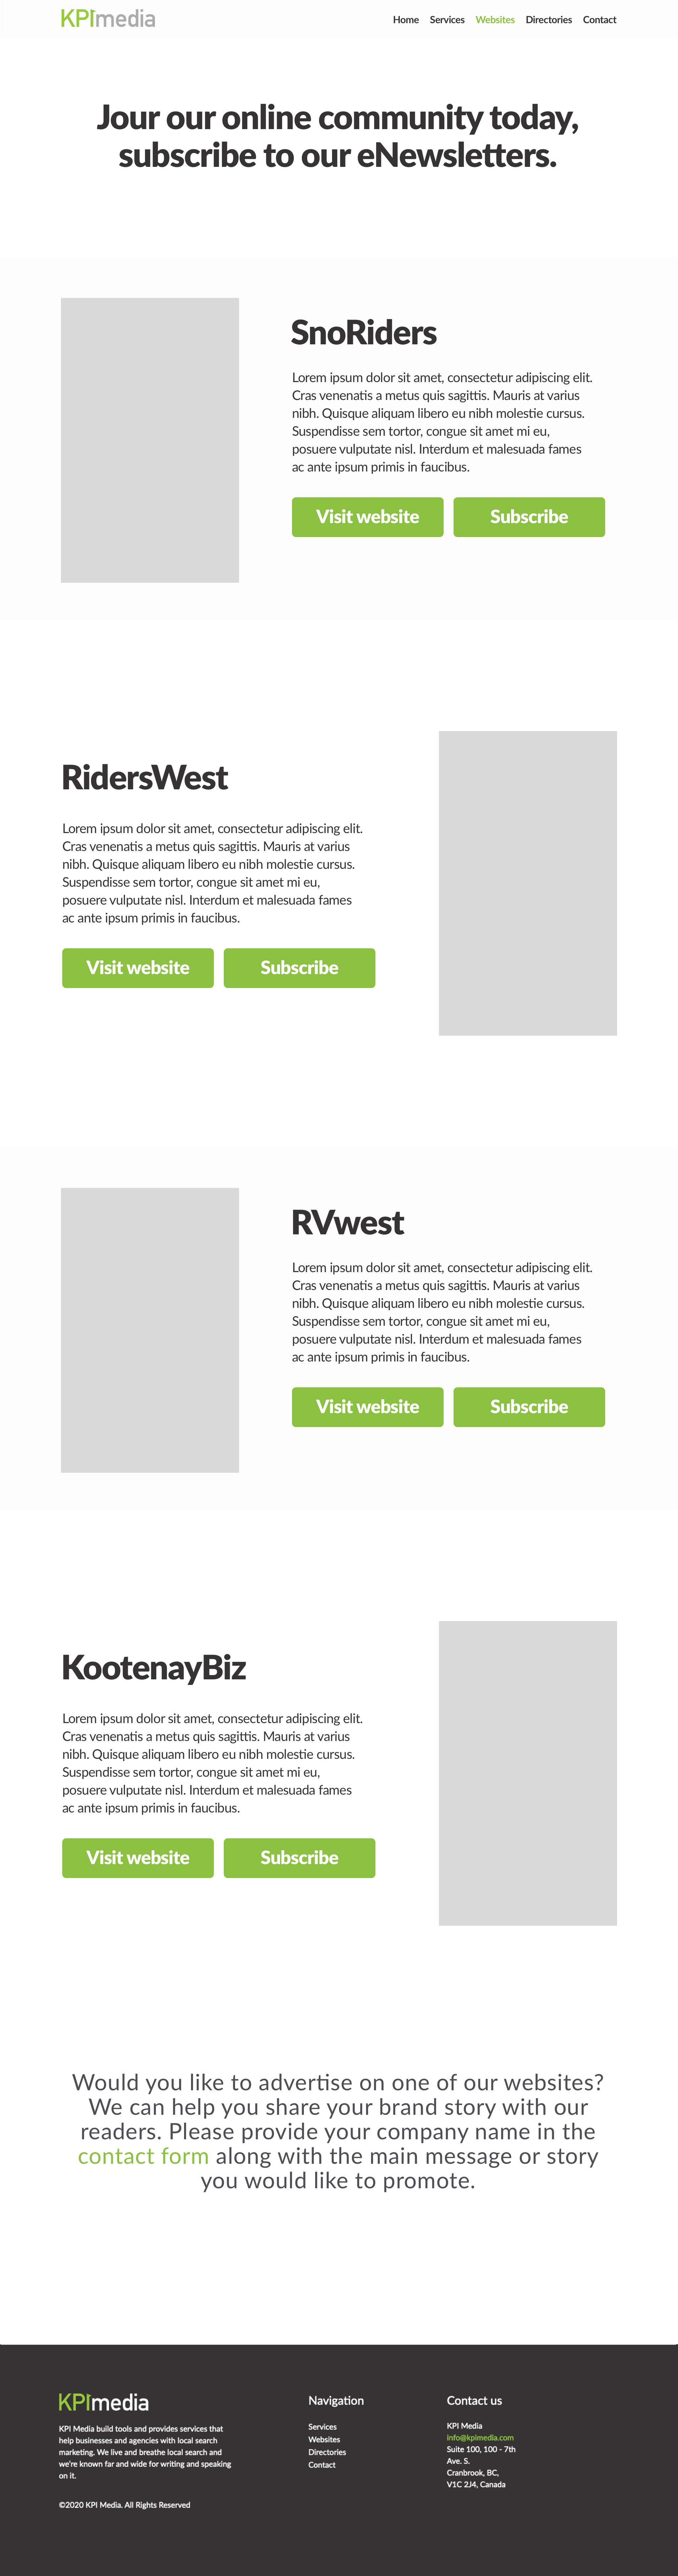 KPImedia
Home Services Websites Directories Contact
Jour our online community today,
subscribe to our eNewsletters.
SnoRiders
Lorem ipsum dolor sit amet, consectetur adipiscing elit.
Cras venenatis a metus quis sagittis. Mauris at varius
nibh. Quisque aliquam libero eu nibh molestie cursus.
Suspendisse sem tortor, congue sit amet mi eu,
posuere vulputate nisl. Interdum et malesuada fames
ac ante ipsum primis in faucibus.
Visit website Subscribe
RidersWest
Lorem ipsum dolor sit amet, consectetur adipiscing elit.
Cras venenatis a metus quis sagittis. Mauris at varius
nibh. Quisque aliquam libero eu nibh molestie cursus.
Suspendisse sem tortor, congue sit amet mi eu,
posuere vulputate nisl. Interdum et malesuada fames
ac ante ipsum primis in faucibus.
Visit website Subscribe
RVwest
Lorem ipsum dolor sit amet, consectetur adipiscing elit.
Cras venenatis a metus quis sagittis. Mauris at varius
nibh. Quisque aliquam libero eu nibh molestie cursus.
Suspendisse sem tortor, congue sit amet mi eu,
posuere vulputate nisl. Interdum et malesuada fames
ac ante ipsum primis in faucibus.
Visit website Subscribe
KootenayBiz
Lorem ipsum dolor sit amet, consectetur adipiscing elit.
Cras venenatis a metus quis sagittis. Mauris at varius
nibh. Quisque aliquam libero eu nibh molestie cursus.
Suspendisse sem tortor, congue sit amet mi eu,
posuere vulputate nisl. Interdum et malesuada fames
ac ante ipsum primis in faucibus.
Visit website Subscribe
Would you like to advertise on one of our websites?
We can help you share your brand story with our
readers. Please provide your company name in the
contact form along with the main message or story
you would like to promote.
KPImedia
KPI Media build tools and provides services that
help businesses and agencies with local search
marketing. We live and breathe local search and
we're known far and wide for writing and speaking
on it.
©2020 KPI Media. All Rights Reserved
Navigation
Services
Websites
Directories
Contact
Contact us
KPI Media
info@kpimedia.com
Suite 100, 100 - 7th
Ave. S.
Cranbrook, BC,
V1C 2J4, Canada